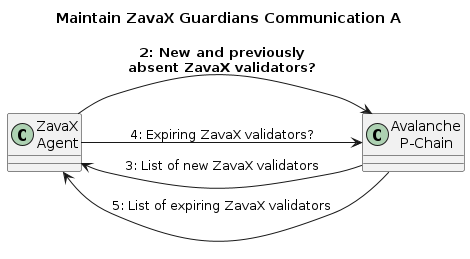 Maintain ZavaX Guardians Communication A
2: New and previously
absent ZavaX validators?
C
ZavaX
Agent
C
Avalanche
P-Chain
4: Expiring ZavaX validators?
3: List of new ZavaX validators
5: List of expiring ZavaX validators